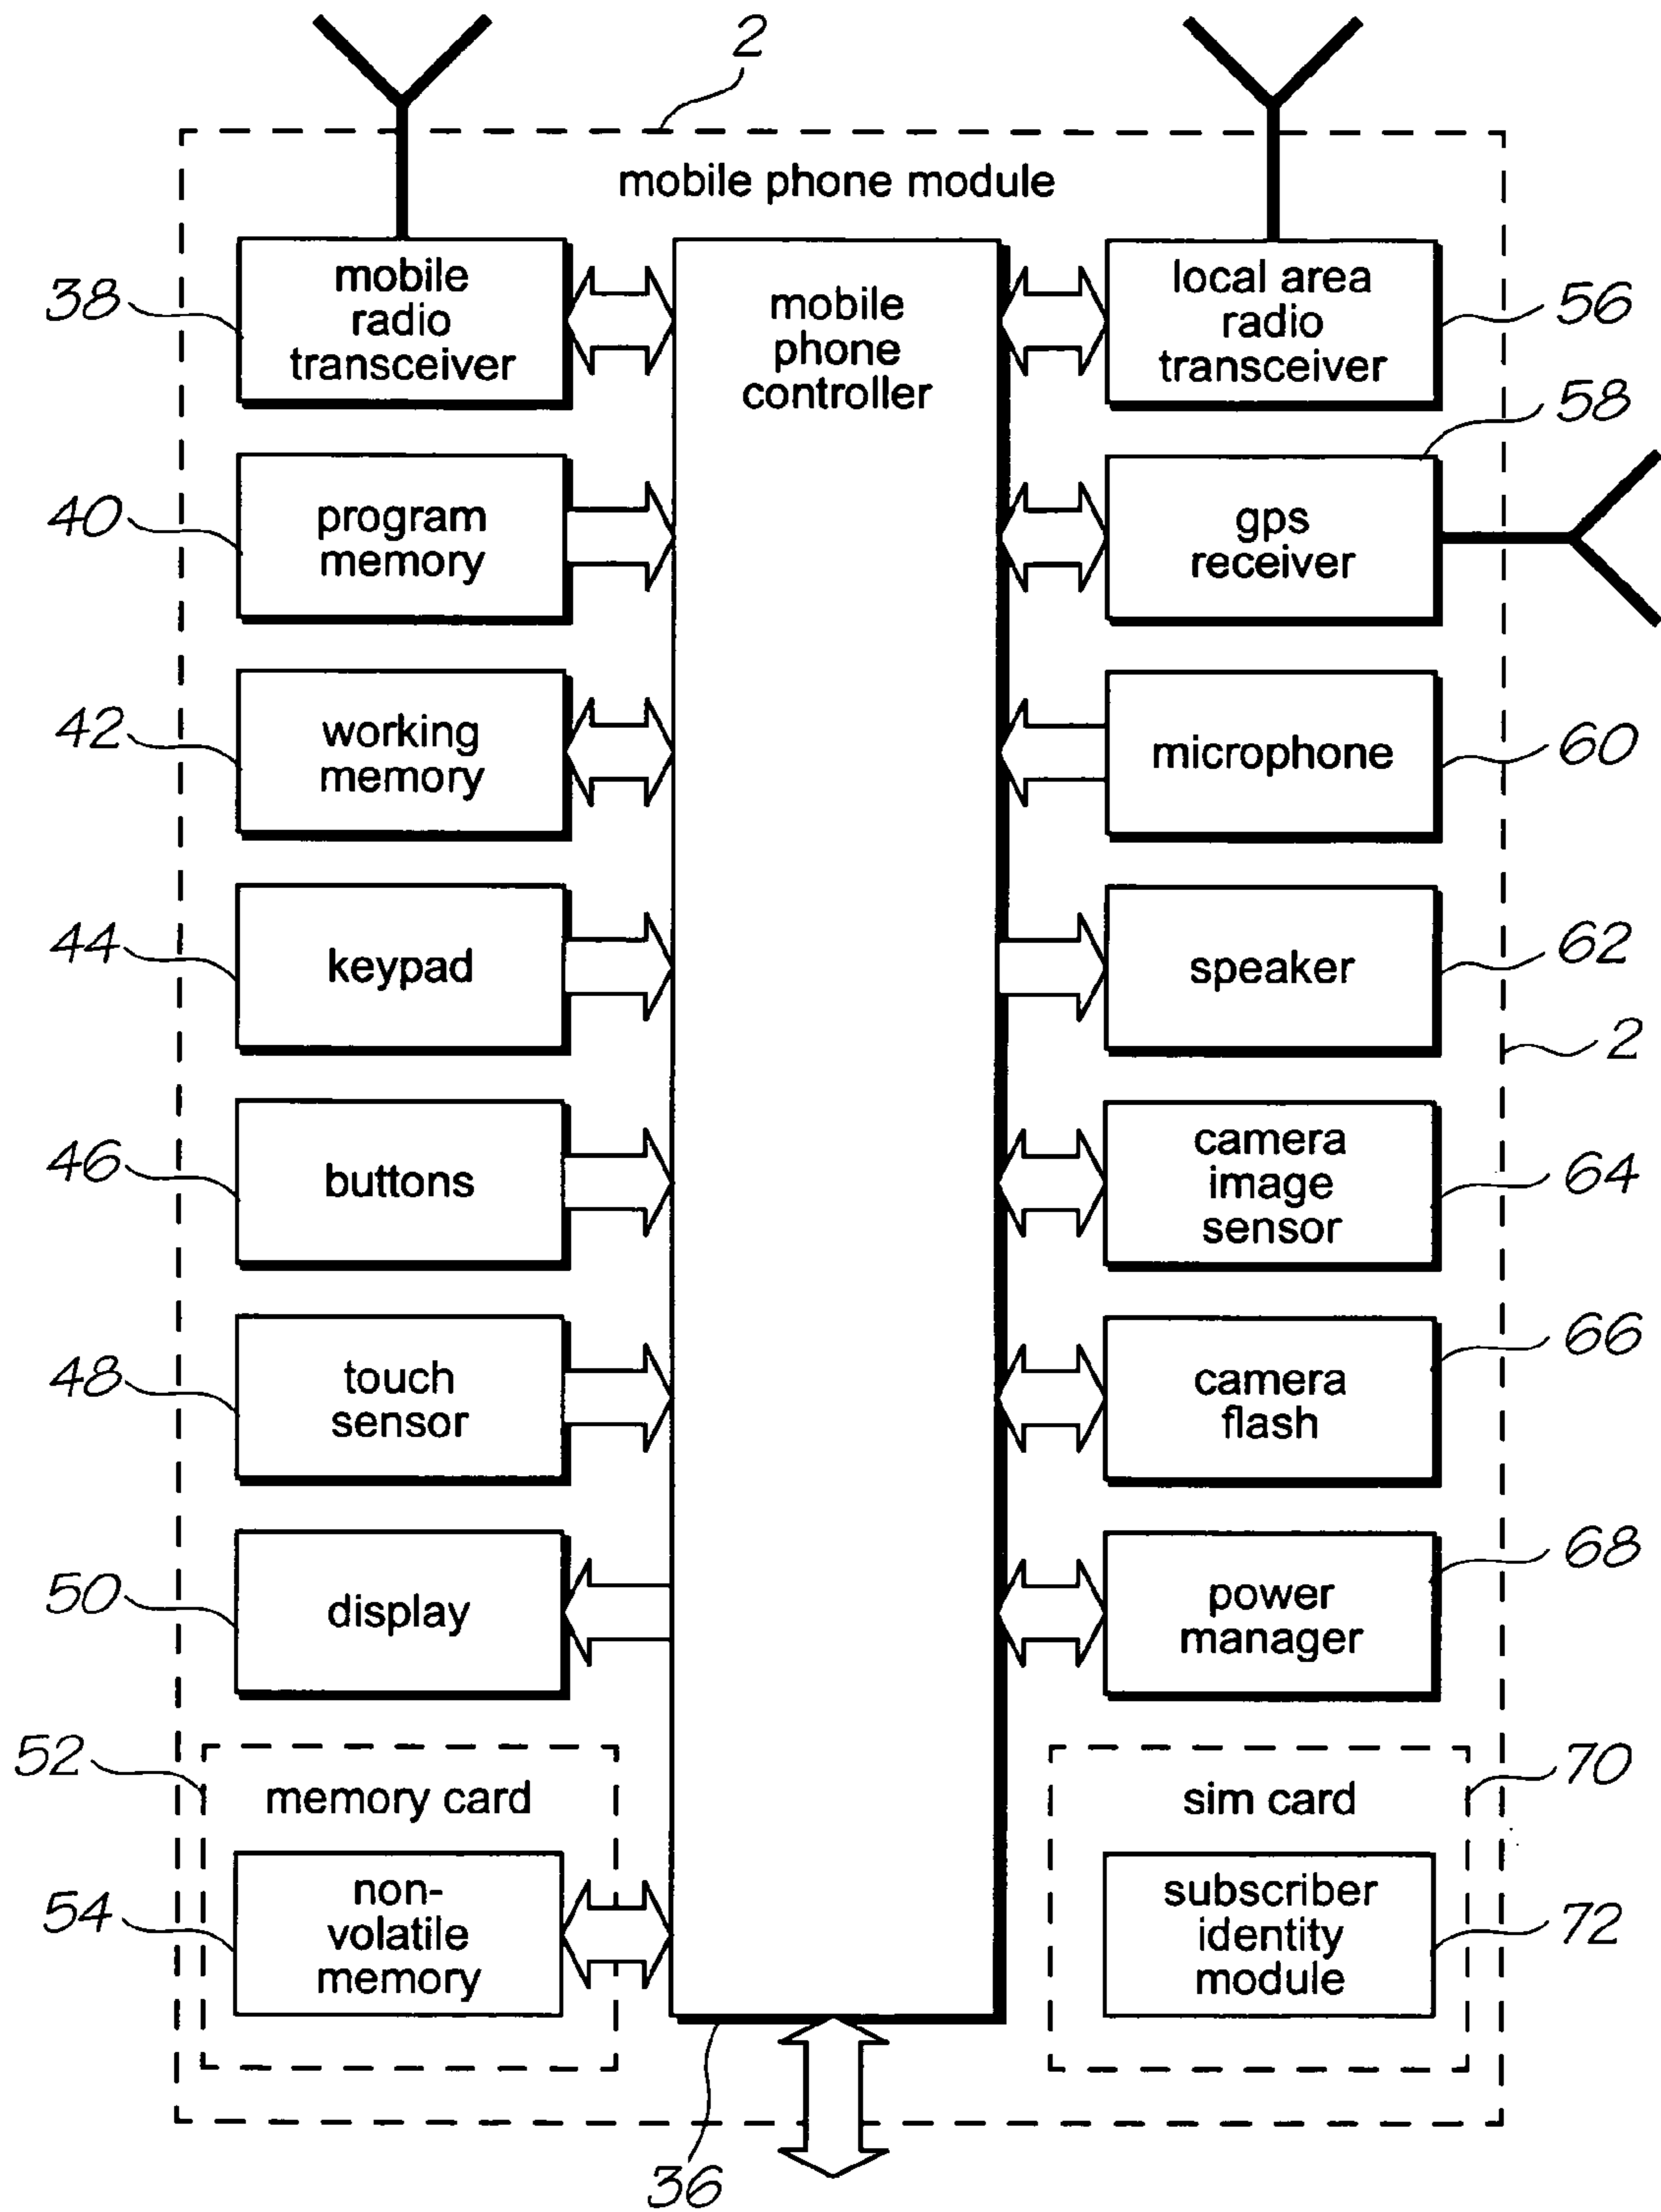 2
mobile phone module
38
mobile
radio
transceiver
mobile
phone
controller
local area
radio
transceiver
56
58
40
program
memory
gps
receiver
42
working
memory
microphone
60
44
keypad
speaker
62
2
46
buttons
camera
image
sensor
64
48
touch
sensor
camera
flash
66
50
display
power
manager
68
52
memory card
sim card
70
54
non-
volatile
memory
subscriber
identity
module
72
36